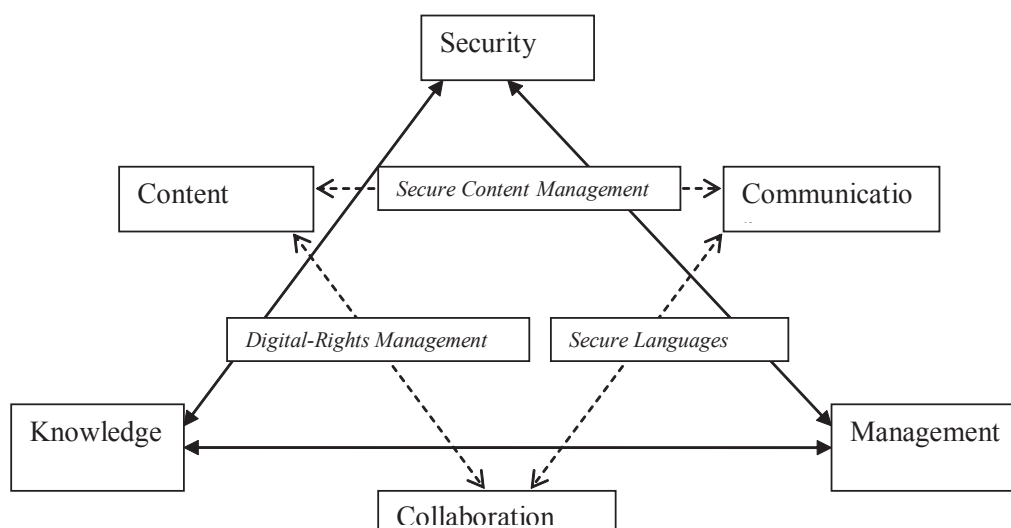 Security
Content
Secure Content Management
Communicatio
Digital-Rights Management
Secure Languages
Knowledge
Management
Collaboration